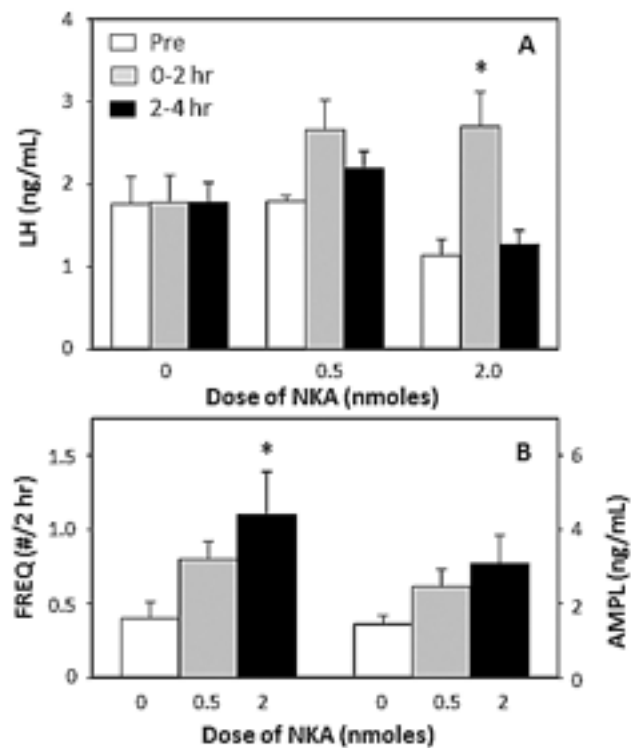 4
A
Pre
*
0-2 hr
3
2-4 hr
LH (ng/mL)
2
1
0
0 0.5 2.0
Dose of NKA (nmoles)
B
*
1.5 6
FREQ (#/2 hr)
1.0 4
AMPL (ng/mL)
0.5 2
0 0
0 0.5 2 0 0.5 2
Dose of NKA (nmoles)